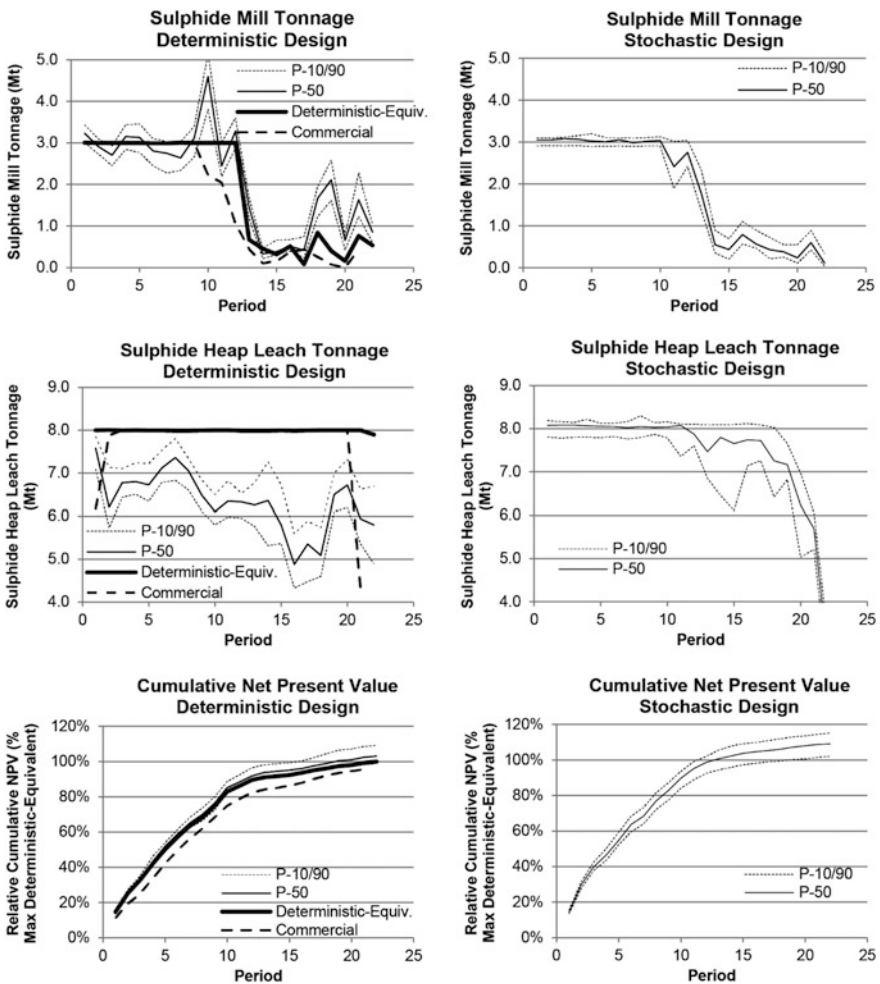 Sulphide Mill Tonnage
Deterministic Design
Sulphide Mill Tonnage (Mt)
5.0
4.0
3.0
2.0
1.0
0.0
P-10/90
P-50
Deterministic-Equiv.
Commercial
0 5 10 15 20
Period
Sulphide Mill Tonnage
Stochastic Design
Sulphide Mill Tonnage (Mt)
5.0
4.0
3.0
2.0
1.0
0.0
P-10/90
P-50
0 5 10 15 20
Period
Sulphide Heap Leach Tonnage
Deterministic Design
Sulphide Heap Leach Tonnage
(Mt)
9.0
8.0
7.0
6.0
5.0
4.0
P-10/90
P-50
Deterministic-Equiv.
Commercial
0 5 10 15 20
Period
Sulphide Heap Leach Tonnage
Stochastic Deisgn
Sulphide Heap Leach Tonnage
(Mt)
9.0
8.0
7.0
6.0
5.0
4.0
P-10/90
P-50
0 5 10 15 20
Period
Cumulative Net Present Value
Deterministic Design
Relative Cumulative NPV (%
Max Deterministic-Equivalent)
120%
100%
80%
60%
40%
20%
0%
P-10/90
P-50
Deterministic-Equiv.
Commercial
0 5 10 15 20
Period
Cumulative Net Present Value
Stochastic Design
Relative Cumulative NPV (%
Max Deterministic-Equivalent)
120%
100%
80%
60%
40%
20%
0%
P-10/90
P-50
0 5 10 15 20
Period